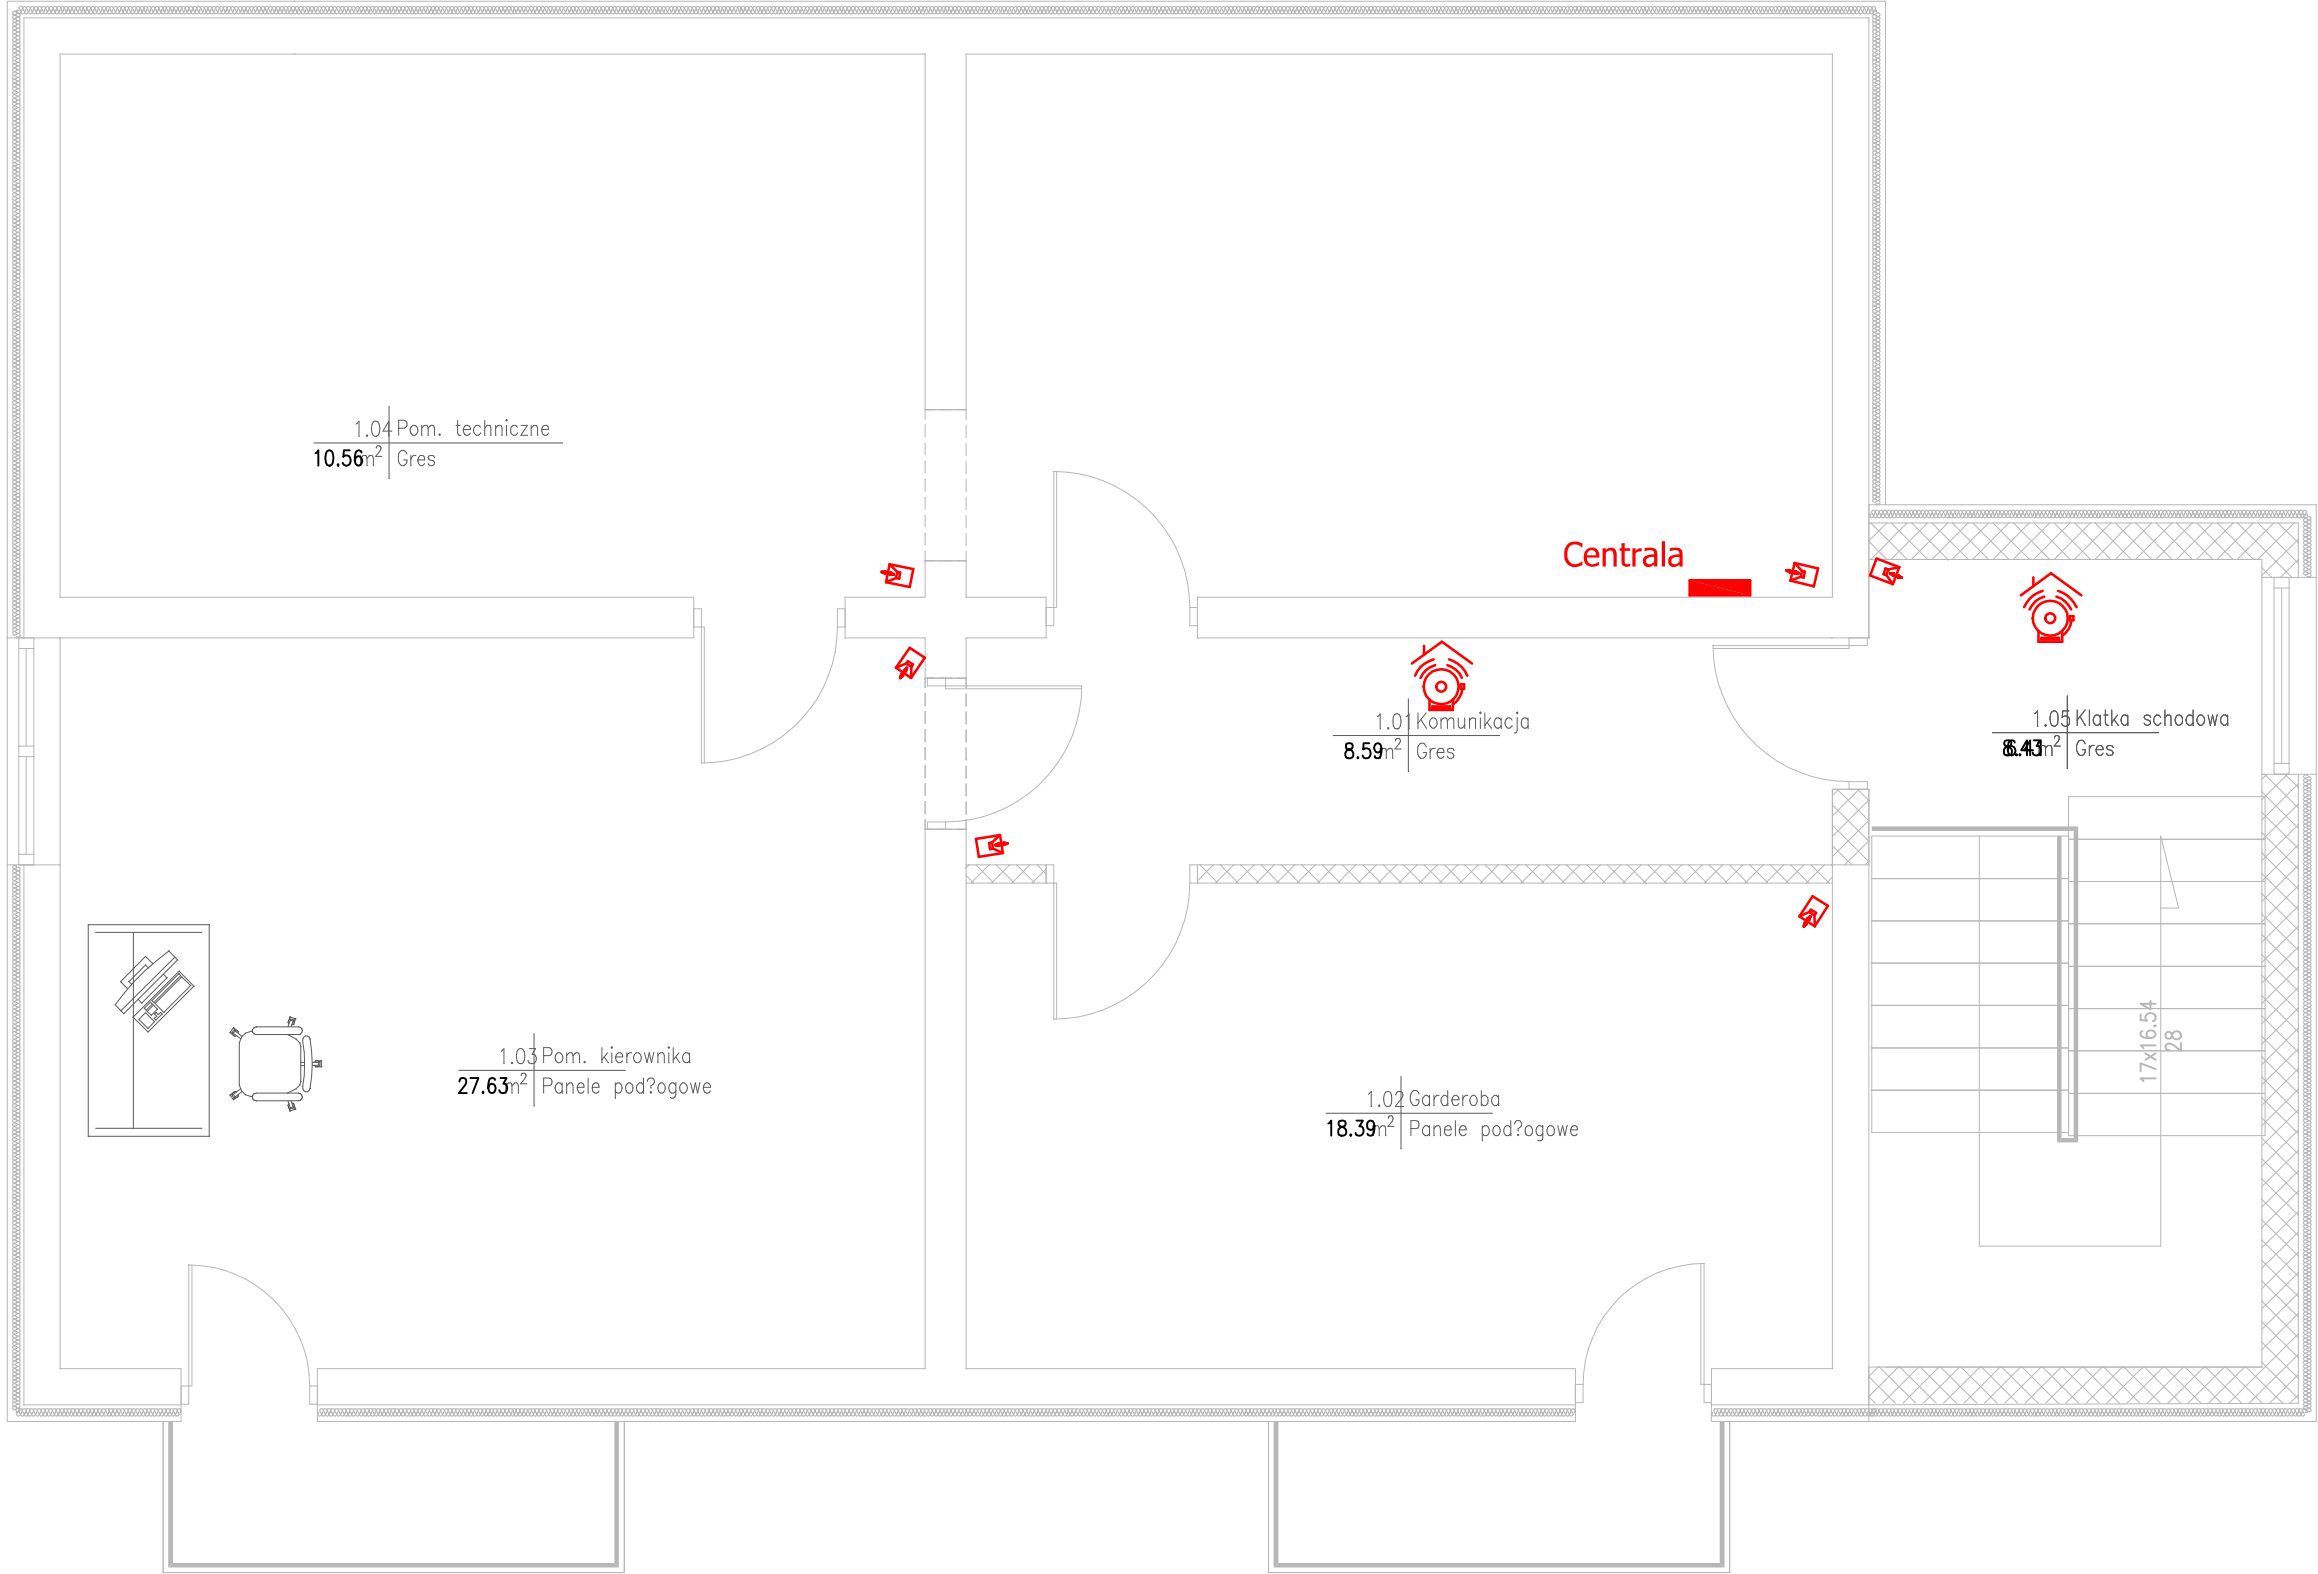 1.04 Pom. techniczne
10.56m² Gres
Centrala
1.01 Komunikacja
8.59m² Gres
1.05 Klatka schodowa
m² Gres
17x16.54
28
1.03 Pom. kierownika
27.63m² Panele pod?ogowe
1.02 Garderoba
18.39m² Panele pod?ogowe